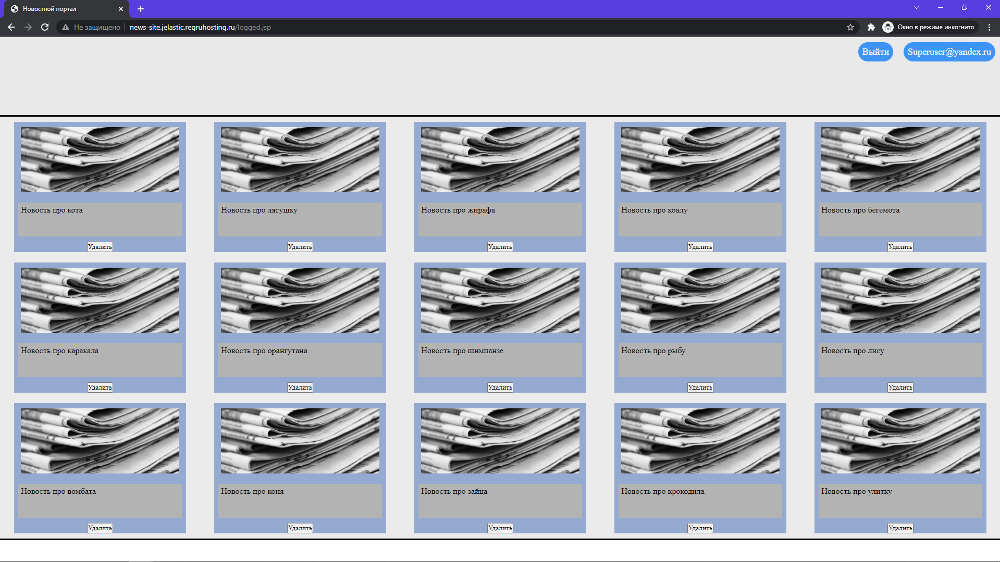 Новостной портал
Не защищено
news-site.jelastic.regruhosting.ru/logged.jsp
Окно в режиме инкогнито
Выйти
Superuser@yandex.ru
Новость про кота
Новость про лягушку
Новость про жирафа
Новость про коалу
Новость про бегемота
Удалить
Удалить
Удалить
Удалить
Удалить
Новость про каракала
Новость про орангутана
Новость про шимпанзе
Новость про рыбу
Новость про лису
Удалить
Удалить
Удалить
Удалить
Удалить
Новость про вомбата
Новость про коня
Новость про зайца
Новость про крокодила
Новость про улитку
Удалить
Удалить
Удалить
Удалить
Удалить